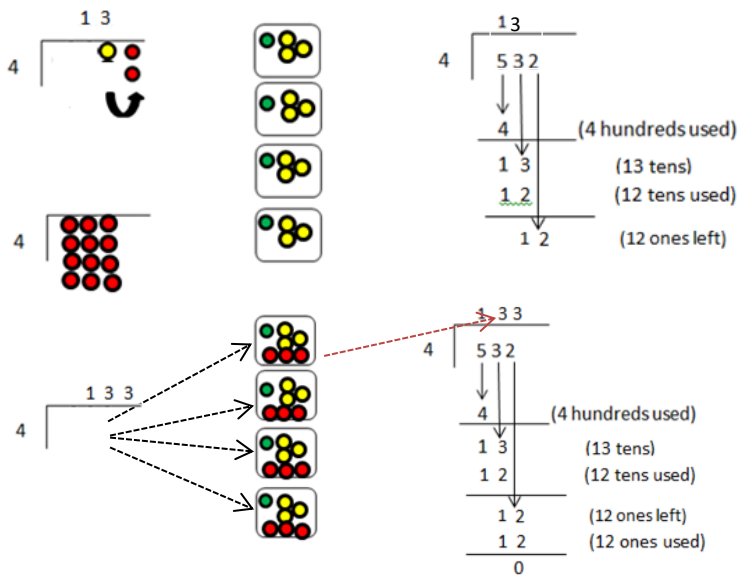 1 3
4
4
1 3
4
5 3 2
4 (4 hundreds used)
1 3 (13 tens)
1 2 (12 tens used)
1 2 (12 ones left)
1 3 3
4
1 3 3
4
5 3 2
4 (4 hundreds used)
1 3 (13 tens)
1 2 (12 tens used)
1 2 (12 ones left)
1 2 (12 ones used)
0